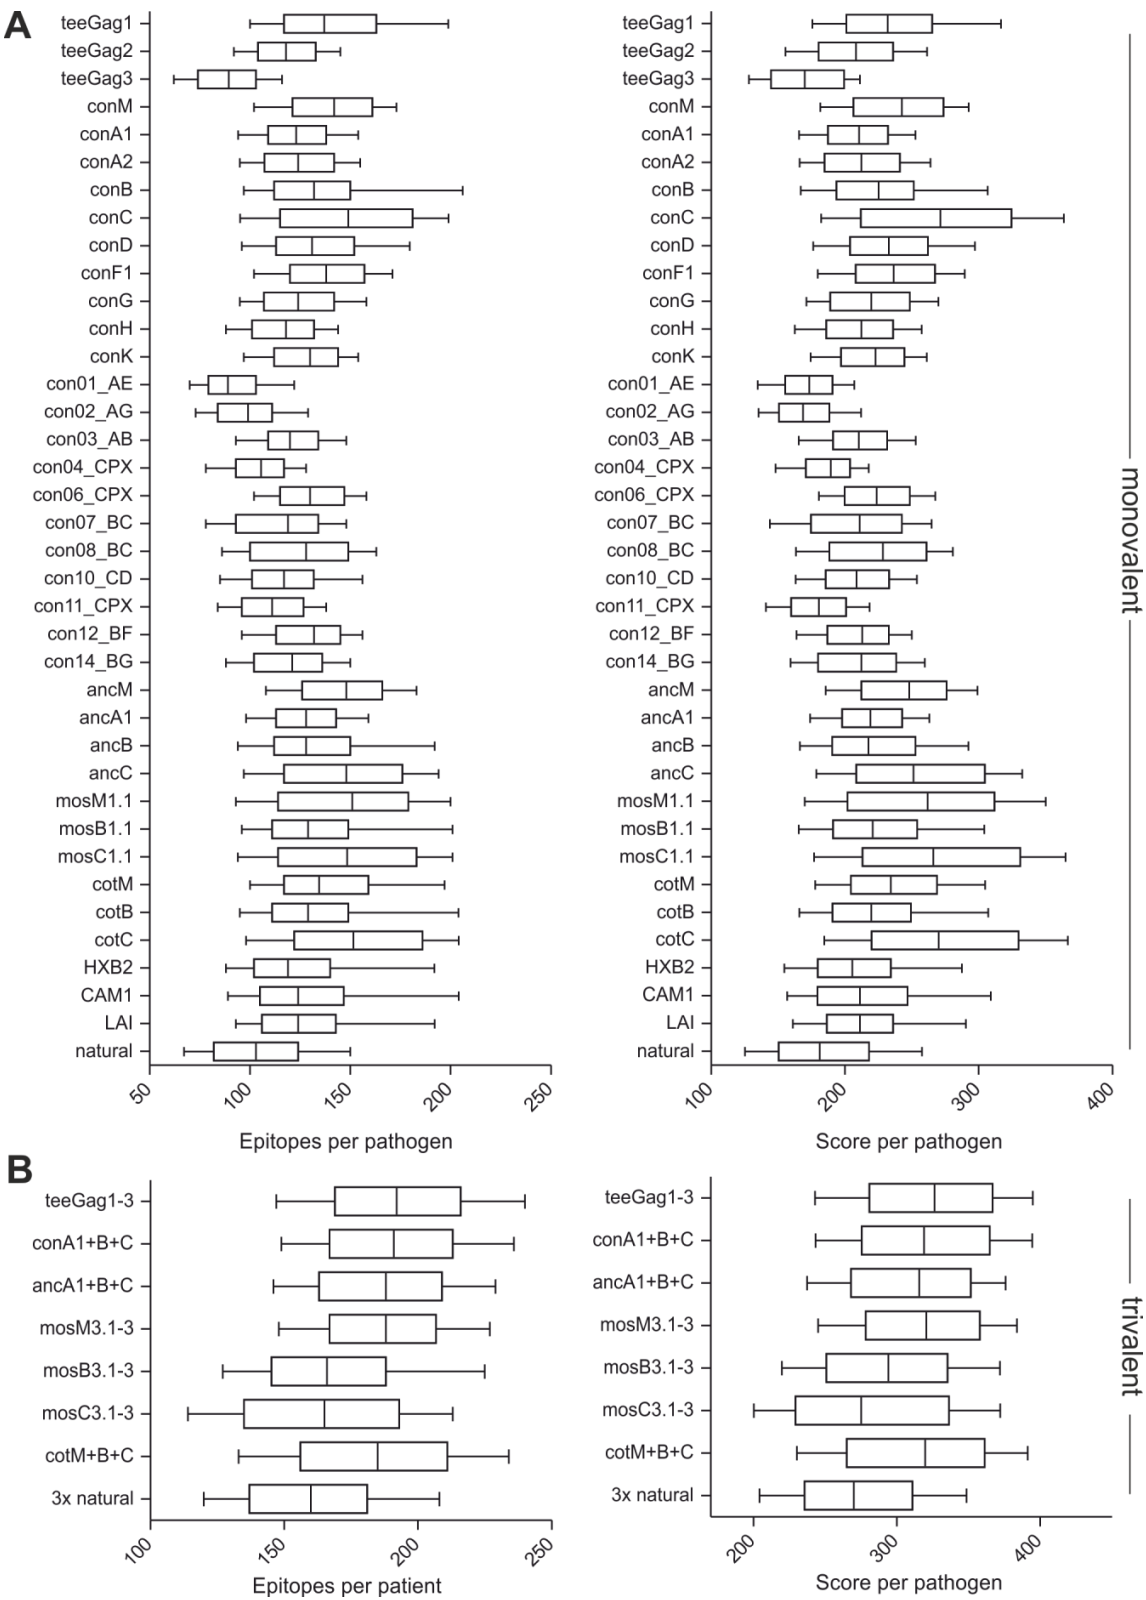 A
teeGag1
teeGag2
teeGag3
conM
conA1
conA2
conB
conC
conD
conF1
conG
conH
conK
con01_AE
con02_AG
con03_AB
con04_CPX
con06_CPX
con07_BC
con08_BC
con10_CD
con11_CPX
con12_BF
con14_BG
ancM
ancA1
ancB
ancC
mosM1.1
mosB1.1
mosC1.1
cotM
cotB
cotC
HXB2
CAM1
LAI
natural
50 100 150 200 250
Epitopes per pathogen
teeGag1
teeGag2
teeGag3
conM
conA1
conA2
conB
conC
conD
conF1
conG
conH
conK
con01_AE
con02_AG
con03_AB
con04_CPX
con06_CPX
con07_BC
con08_BC
con10_CD
con11_CPX
con12_BF
con14_BG
ancM
ancA1
ancB
ancC
mosM1.1
mosB1.1
mosC1.1
cotM
cotB
cotC
HXB2
CAM1
LAI
natural
100 200 300 400
Score per pathogen
monovalent
B
teeGag1-3
conA1+B+C
ancA1+B+C
mosM3.1-3
mosB3.1-3
mosC3.1-3
cotM+B+C
3x natural
100 150 200 250
Epitopes per patient
teeGag1-3
conA1+B+C
ancA1+B+C
mosM3.1-3
mosB3.1-3
mosC3.1-3
cotM+B+C
3x natural
200 300 400
Score per pathogen
trivalent